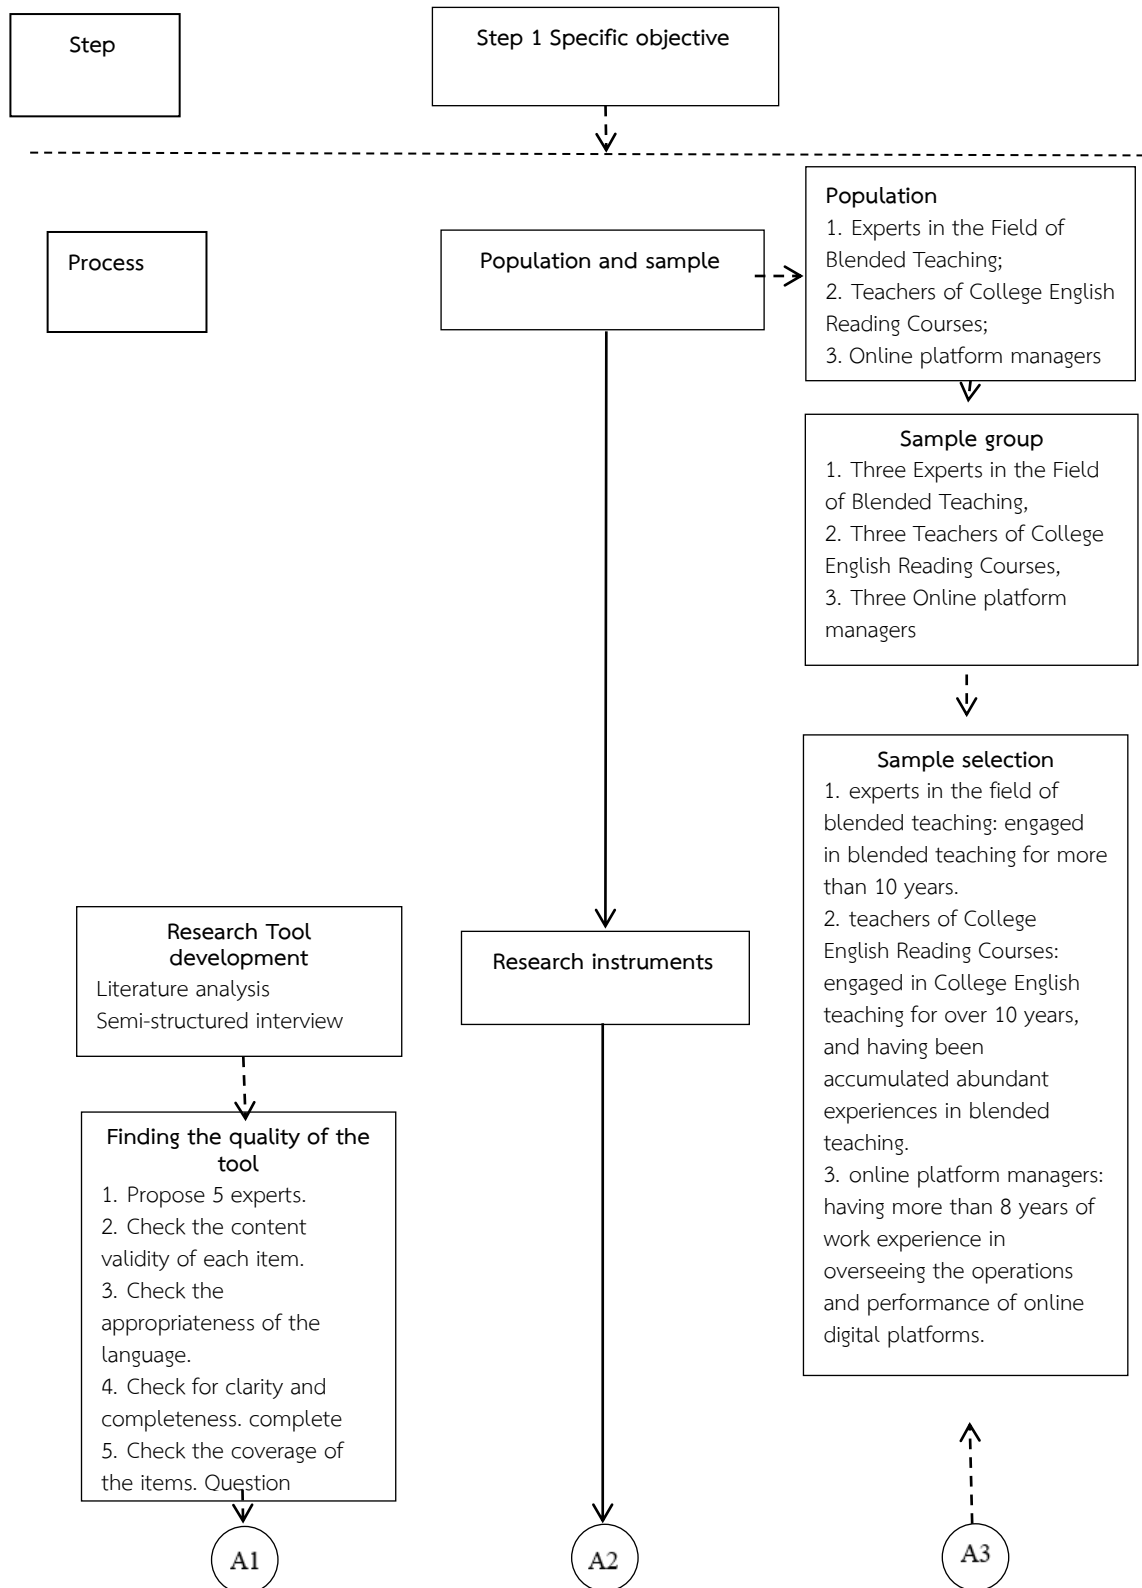 Step
Step 1 Specific objective
Process
Population and sample
Population
1. Experts in the Field of
Blended Teaching;
2. Teachers of College English
Reading Courses;
3. Online platform managers
Sample group
1. Three Experts in the Field
of Blended Teaching,
2. Three Teachers of College
English Reading Courses,
3. Three Online platform
managers
Sample selection
1. experts in the field of
blended teaching: engaged
in blended teaching for more
than 10 years.
2. teachers of College
English Reading Courses:
engaged in College English
teaching for over 10 years,
and having been
accumulated abundant
experiences in blended
teaching.
3. online platform managers:
having more than 8 years of
work experience in
overseeing the operations
and performance of online
digital platforms.
Research Tool
development
Literature analysis
Semi-structured interview
Research instruments
Finding the quality of the
tool
1. Propose 5 experts.
2. Check the content
validity of each item.
3. Check the
appropriateness of the
language.
4. Check for clarity and
completeness. complete
5. Check the coverage of
the items. Question
A1
A2
A3